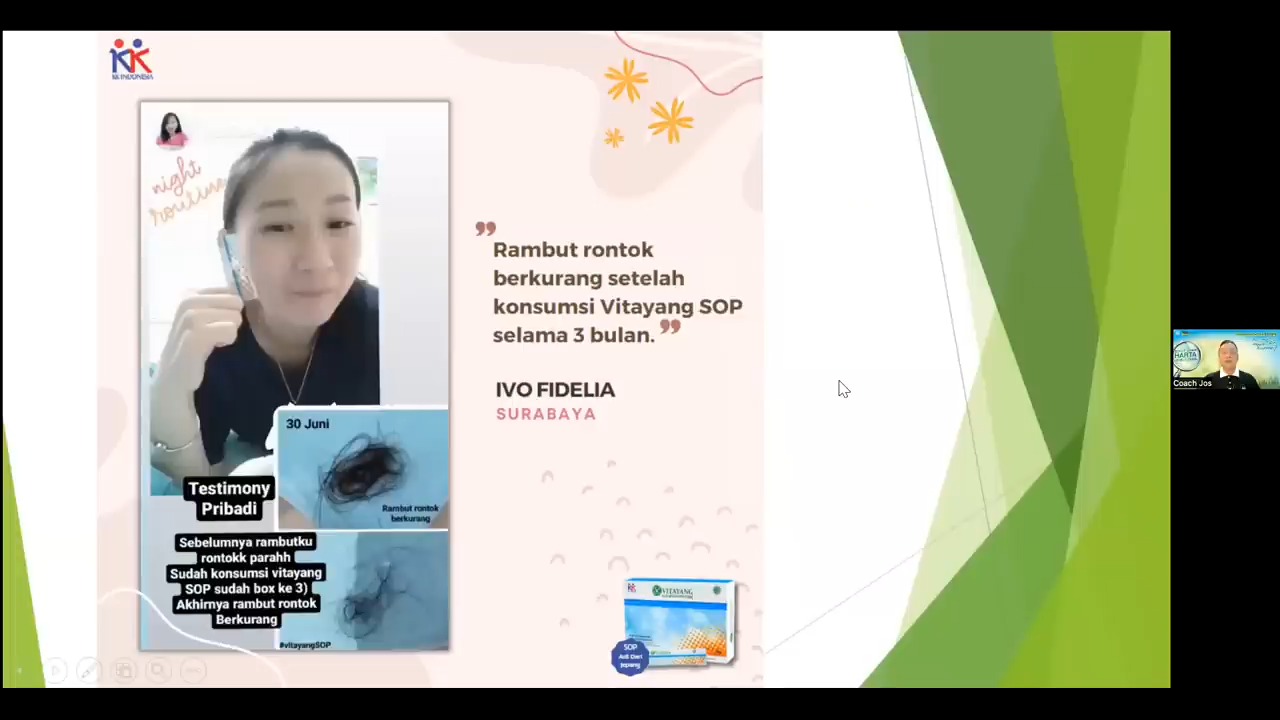 KK INDONESIA
night
routine
Rambut rontok
berkurang setelah
konsumsi Vitayang SOP
selama 3 bulan.
IVO FIDELIA
SURABAYA
30 Juni
Rambut rontok
berkurang
Testimony
Pribadi
Sebelumnya rambutku
rontokk parahh
Sudah konsumsi vitayang
SOP sudah box ke 3)
Akhirnya rambut rontok
Berkurang
#vitayangSOP
VITAYANG
SOP
Asli Dari
Jepang
HARTA
Coach Jos